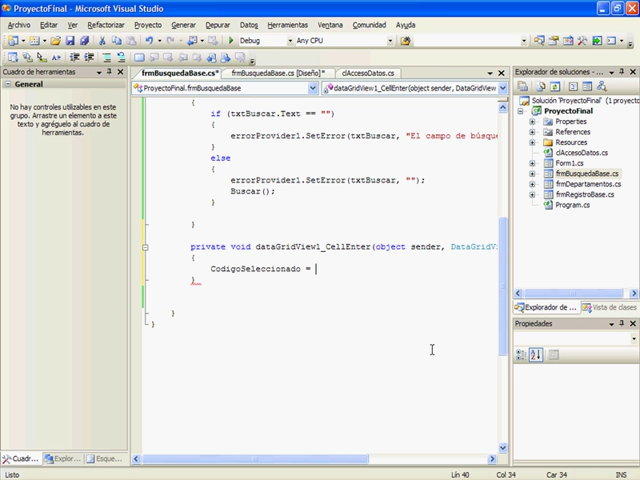 ProyectoFinal - Microsoft Visual Studio
Archivo Editar Ver Refactorizar Proyecto Generar Depurar Datos Herramientas Ventana Comunidad Ayuda
Debug Any CPU
Cuadro de herramientas
General
No hay controles utilizables en este
grupo. Arrastre un elemento a este
texto y agréguelo al cuadro de
herramientas.
Cuadr... Explor... Esque...
frmBusquedaBase.cs* frmBusquedaBase.cs [Diseño]* clAccesoDatos.cs
ProyectoFinal.frmBusquedaBase dataGridView1_CellEnter(object sender, DataGridView
{
if (txtBuscar.Text == "")
{
errorProvider1.SetError(txtBuscar, "El campo de búsqu
}
else
{
errorProvider1.SetError(txtBuscar, "");
Buscar();
}
}
private void dataGridView1_CellEnter(object sender, DataGridVi
{
CodigoSeleccionado =
}
}
}
Explorador de soluciones - ...
Solución 'ProyectoFinal' (1 proyecto
ProyectoFinal
Properties
References
Resources
clAccesoDatos.cs
Form1.cs
frmBusquedaBase.cs
frmDepartamentos.cs
frmRegistroBase.cs
Program.cs
Explorador de ... Vista de clases
Propiedades
Listo Lín 40 Col 34 Car 34 INS